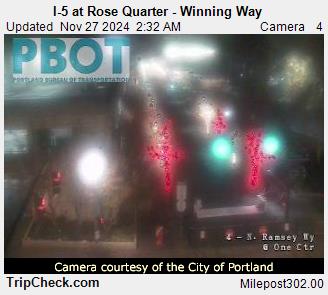 I-5 at Rose Quarter - Winning Way
Updated Nov 27 2024 2:32 AM Camera 4
PBOT
PORTLAND BUREAU OF TRANSPORTATION
4 - N. Ramsey Wy
@ One Ctr
Camera courtesy of the City of Portland
TripCheck.com Milepost302.00